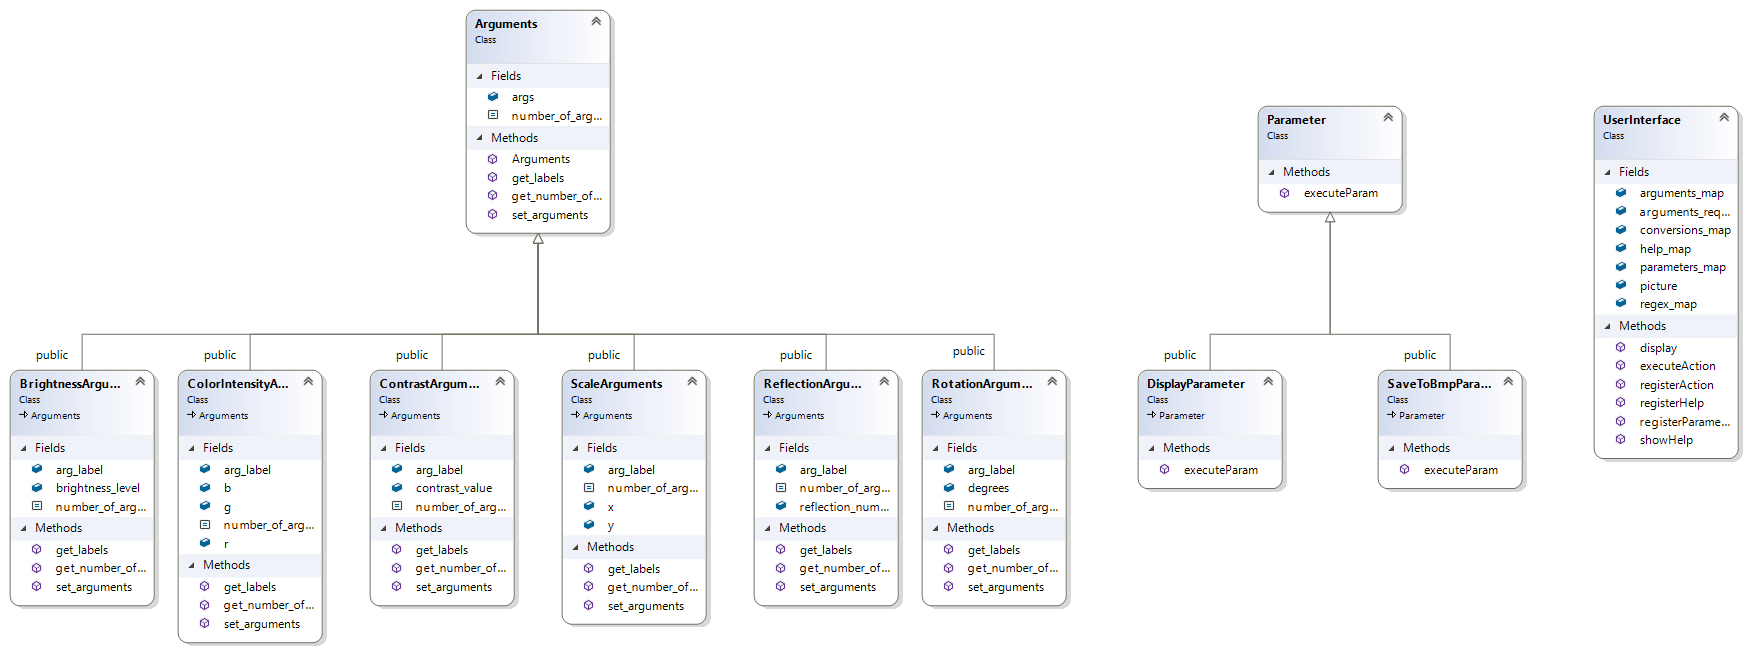 Arguments
Class
Fields
args
number_of_arg...
Methods
Arguments
get_labels
get_number_of...
set_arguments
Parameter
Class
Methods
executeParam
UserInterface
Class
Fields
arguments_map
arguments_req...
conversions_map
help_map
parameters_map
picture
regex_map
Methods
display
executeAction
registerAction
registerHelp
registerParame...
showHelp
public
BrightnessArgu...
Class
Arguments
Fields
arg_label
brightness_level
number_of_arg...
Methods
get_labels
get_number_of...
set_arguments
public
ColorIntensityA...
Class
Arguments
Fields
arg_label
b
g
number_of_arg...
r
Methods
get_labels
get_number_of...
set_arguments
public
ContrastArgum...
Class
Arguments
Fields
arg_label
contrast_value
number_of_arg...
Methods
get_labels
get_number_of...
set_arguments
public
ScaleArguments
Class
Arguments
Fields
arg_label
number_of_arg...
x
y
Methods
get_labels
get_number_of...
set_arguments
public
ReflectionArgu...
Class
Arguments
Fields
arg_label
number_of_arg...
reflection_num...
Methods
get_labels
get_number_of...
set_arguments
public
RotationArgum...
Class
Arguments
Fields
arg_label
degrees
number_of_arg...
Methods
get_labels
get_number_of...
set_arguments
public
DisplayParameter
Class
Parameter
Methods
executeParam
public
SaveToBmpPara...
Class
Parameter
Methods
executeParam